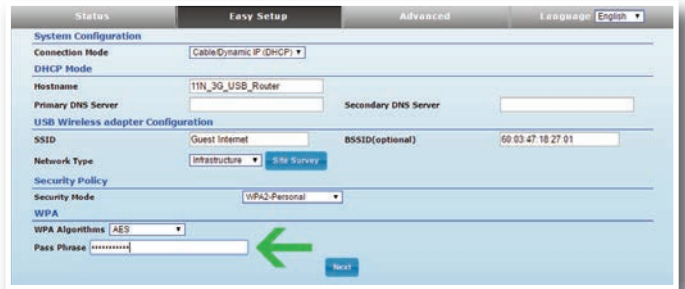 Status Easy Setup Advanced Language English
System Configuration
Connection Mode Cable/Dynamic IP (DHCP)
DHCP Mode
Hostname 11N_3G_USB_Router
Primary DNS Server Secondary DNS Server
USB Wireless adapter Configuration
SSID Guest Internet BSSID(optional) 60:03:47:18:27:01
Network Type Infrastructure Site Survey
Security Policy
Security Mode WPA2-Personal
WPA
WPA Algorithms AES
Pass Phrase •••••••••••
Next